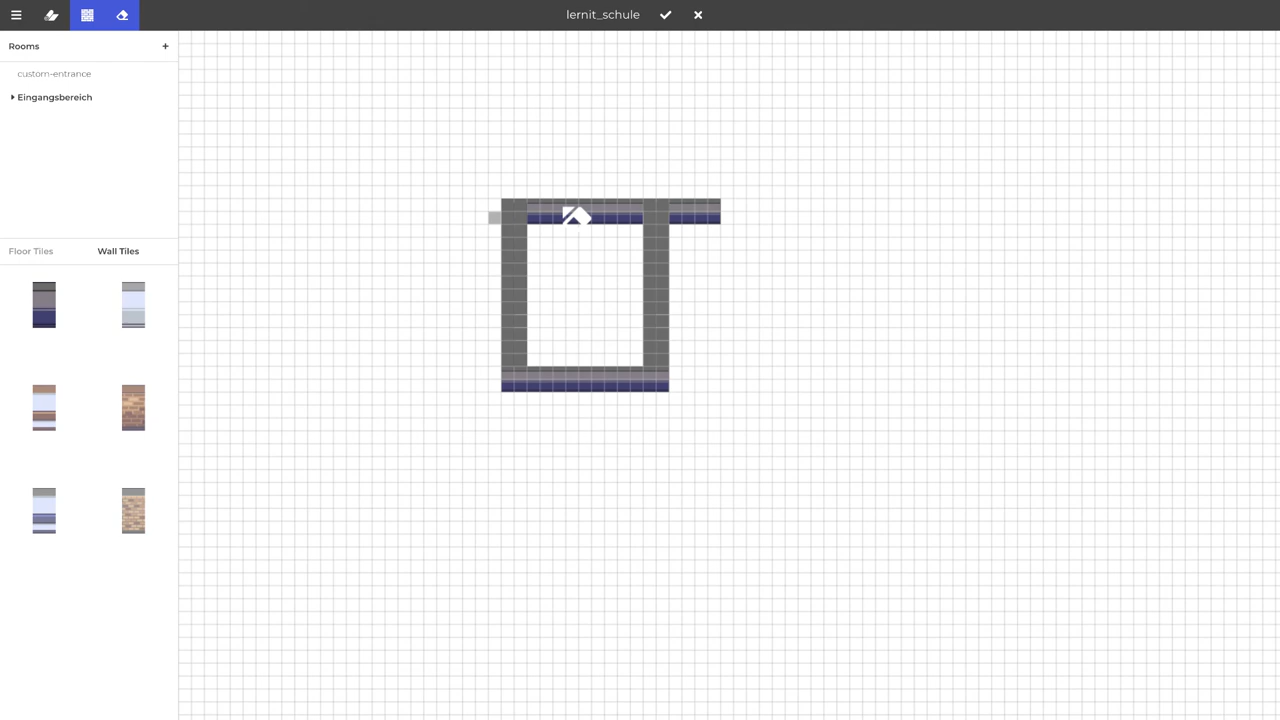 lernit_schule
Rooms
custom-entrance
Eingangsbereich
Floor Tiles
Wall Tiles